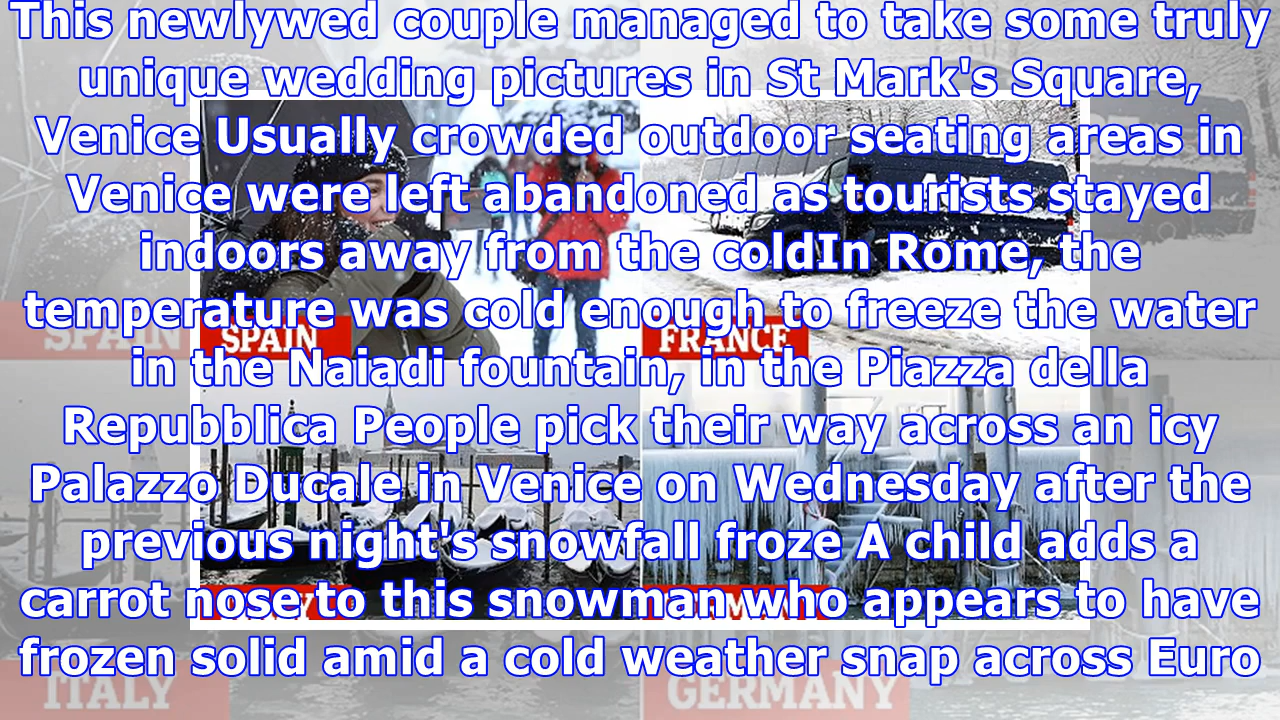 This newlywed couple managed to take some truly
unique wedding pictures in St Mark's Square,
Venice Usually crowded outdoor seating areas in
Venice were left abandoned as tourists stayed
indoors away from the coldIn Rome, the
temperature was cold enough to freeze the water
in the Naiadi fountain, in the Piazza della
Repubblica People pick their way across an icy
Palazzo Ducale in Venice on Wednesday after the
previous night's snowfall froze A child adds a
carrot nose to this snowman who appears to have
frozen solid amid a cold weather snap across Euro
SPAIN
SPAIN
FRANCE
ITALY
GERMANY